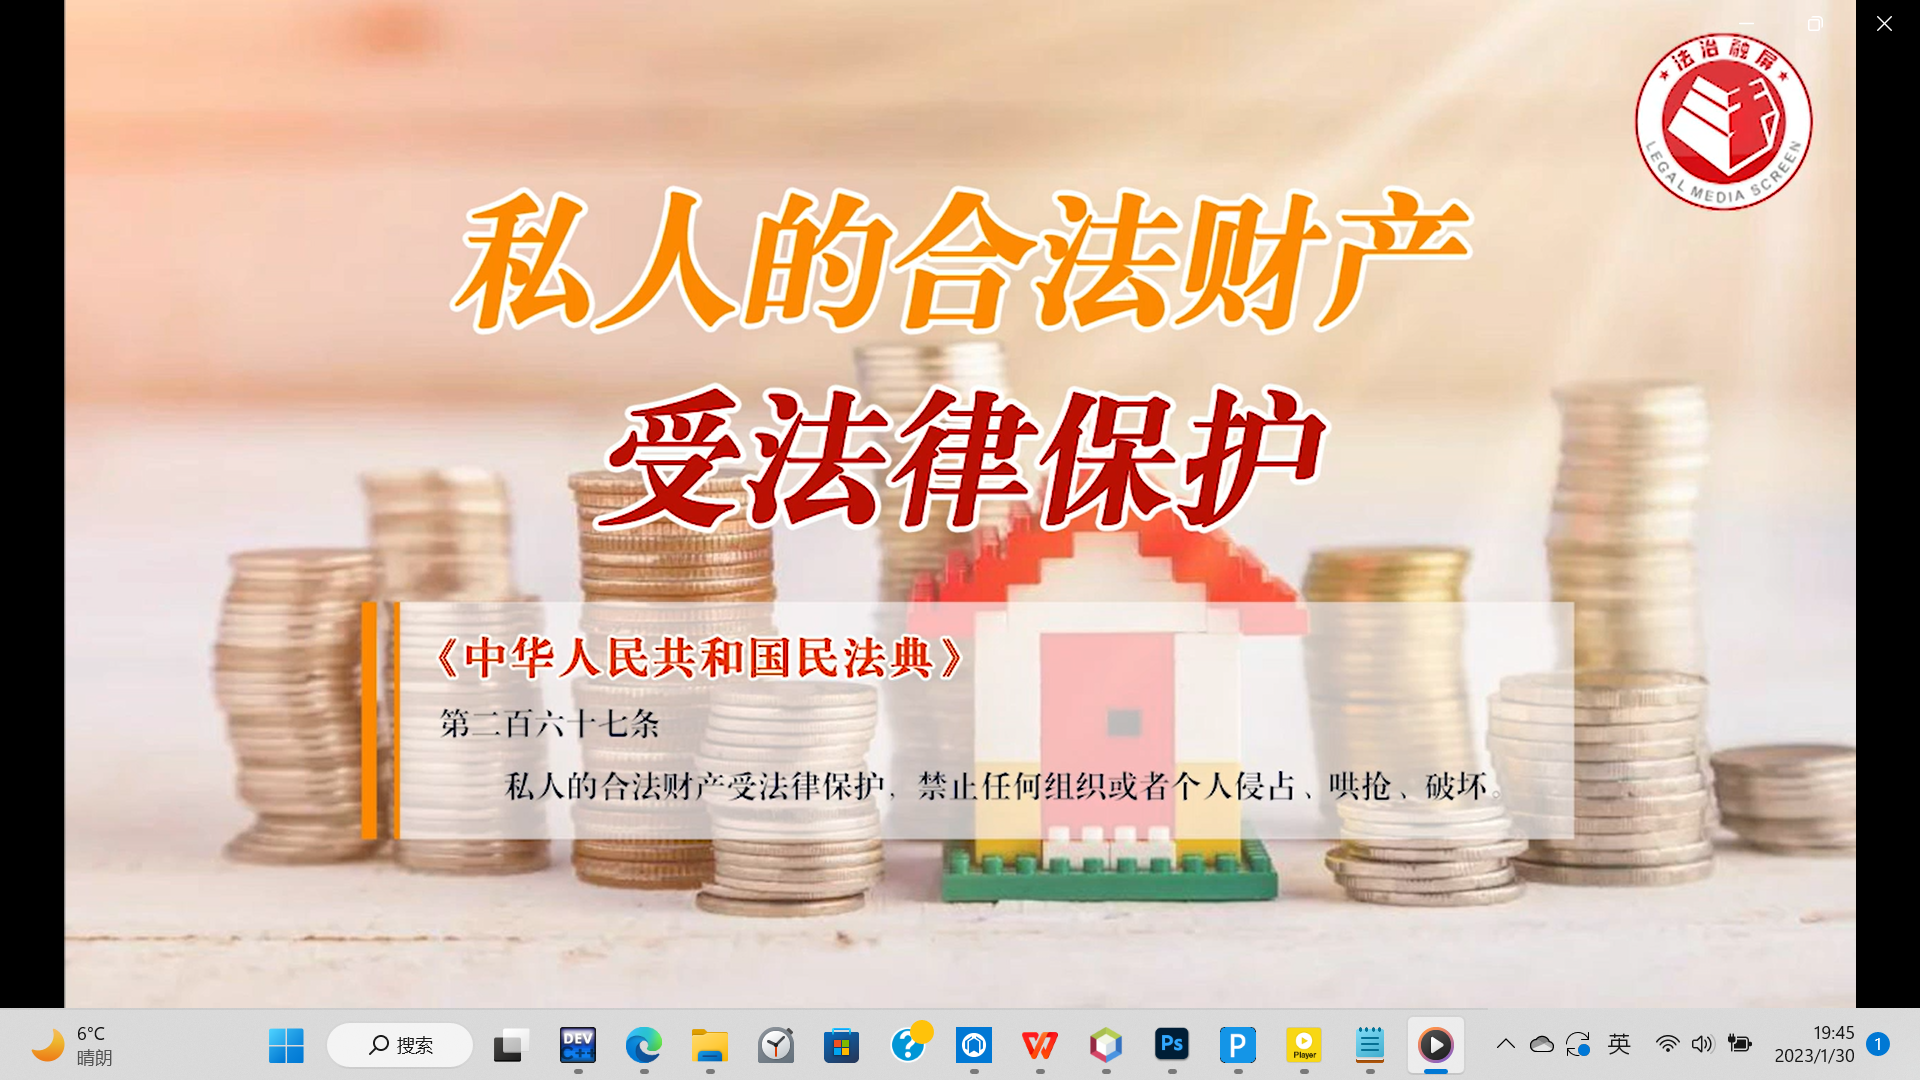 法治融屏
LEGAL MEDIA SCREEN
私人的合法财产
受法律保护
《中华人民共和国民法典》
第二百六十七条
私人的合法财产受法律保护，禁止任何组织或者个人侵占、哄抢、破坏。
6°C
晴朗
搜索
DEV
C++
Ps
P
Player
英
19:45
2023/1/30
1